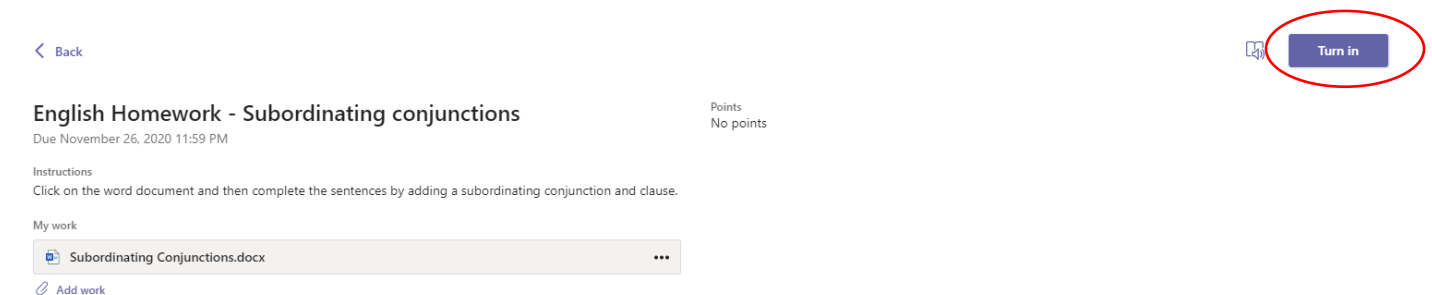 Back
Turn in
English Homework - Subordinating conjunctions
Points
No points
Due November 26, 2020 11:59 PM
Instructions
Click on the word document and then complete the sentences by adding a subordinating conjunction and clause.
My work
Subordinating Conjunctions.docx
Add work